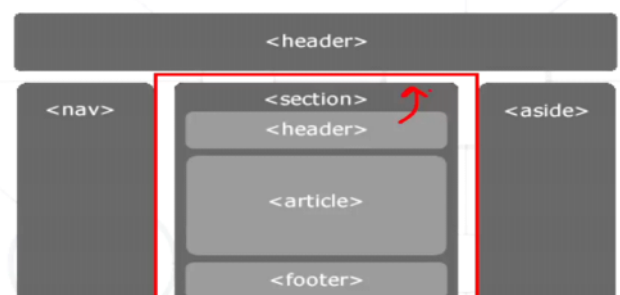 <header>
<nav>
<section>
<header>
<article>
<footer>
<aside>